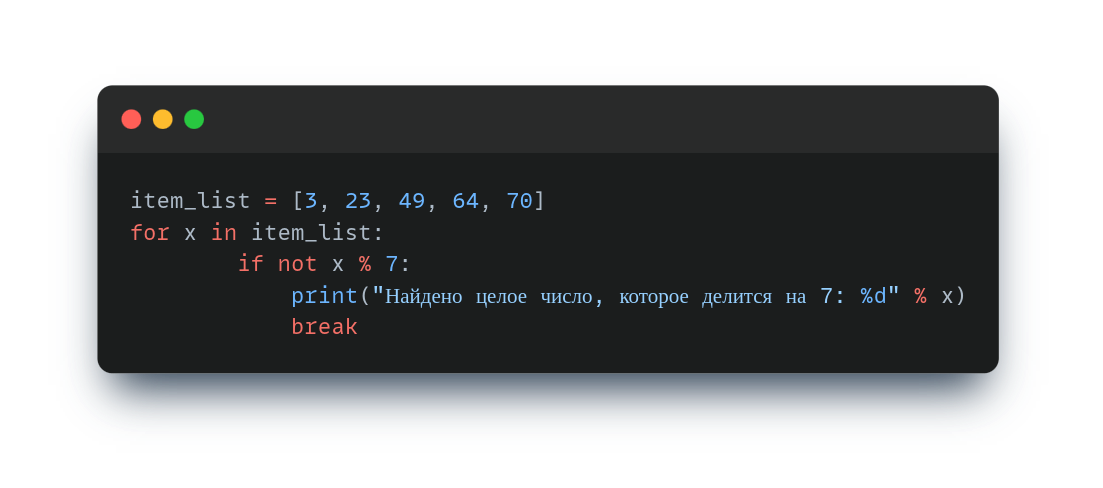 item_list = [3, 23, 49, 64, 70]
for x in item_list:
        if not x % 7:
            print("Найдено целое число, которое делится на 7: %d" % x)
            break